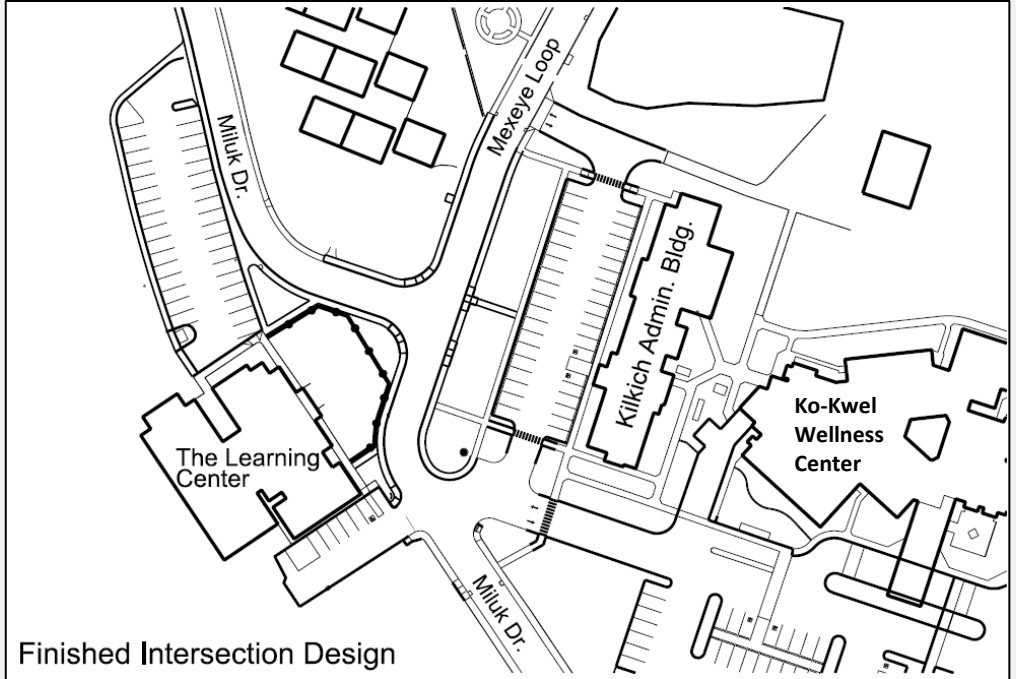 Mexeye Loop
Miluk Dr.
Kilkich Admin. Bldg.
Ko-Kwel
Wellness
Center
The Learning
Center
Miluk Dr.
Finished Intersection Design